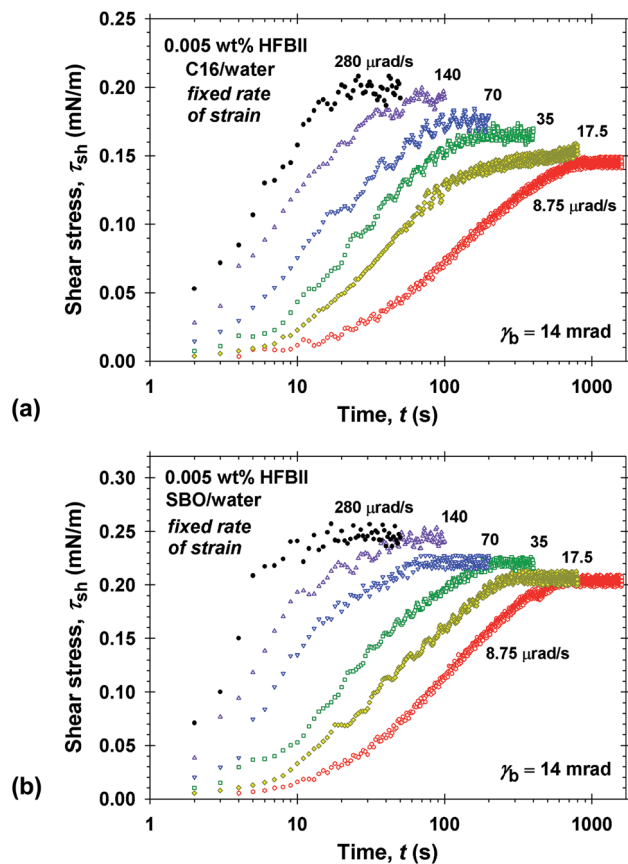 0.005 wt% HFBII
C16/water
fixed rate
of strain
280 μrad/s
140
70
35
17.5
8.75 μrad/s
γb = 14 mrad
0.25
0.20
0.15
0.10
0.05
0.00
Shear stress, τsh (mN/m)
1
10
100
1000
Time, t (s)
(a)
0.005 wt% HFBII
SBO/water
fixed rate
of strain
280 μrad/s
140
70
35
17.5
8.75 μrad/s
γb = 14 mrad
0.30
0.25
0.20
0.15
0.10
0.05
0.00
Shear stress, τsh (mN/m)
1
10
100
1000
Time, t (s)
(b)